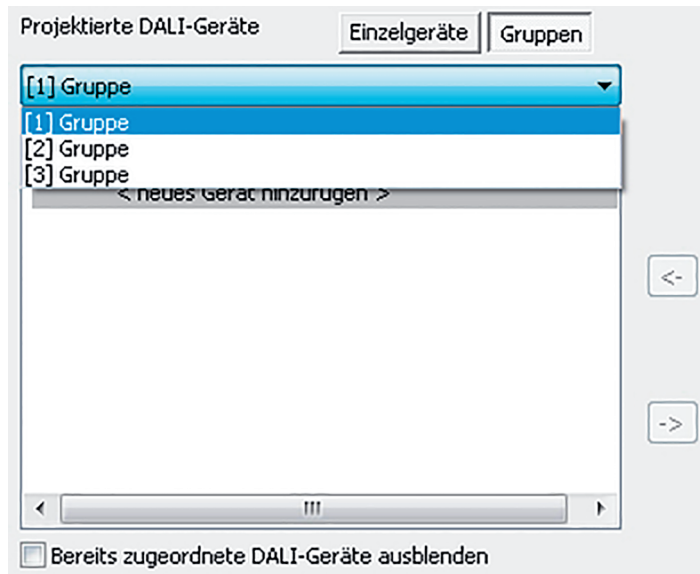 Projektierte DALI-Geräte Einzelgeräte Gruppen
[1] Gruppe
[1] Gruppe
[2] Gruppe
[3] Gruppe
< neues Gerät hinzufügen >
<-
->
Bereits zugeordnete DALI-Geräte ausblenden